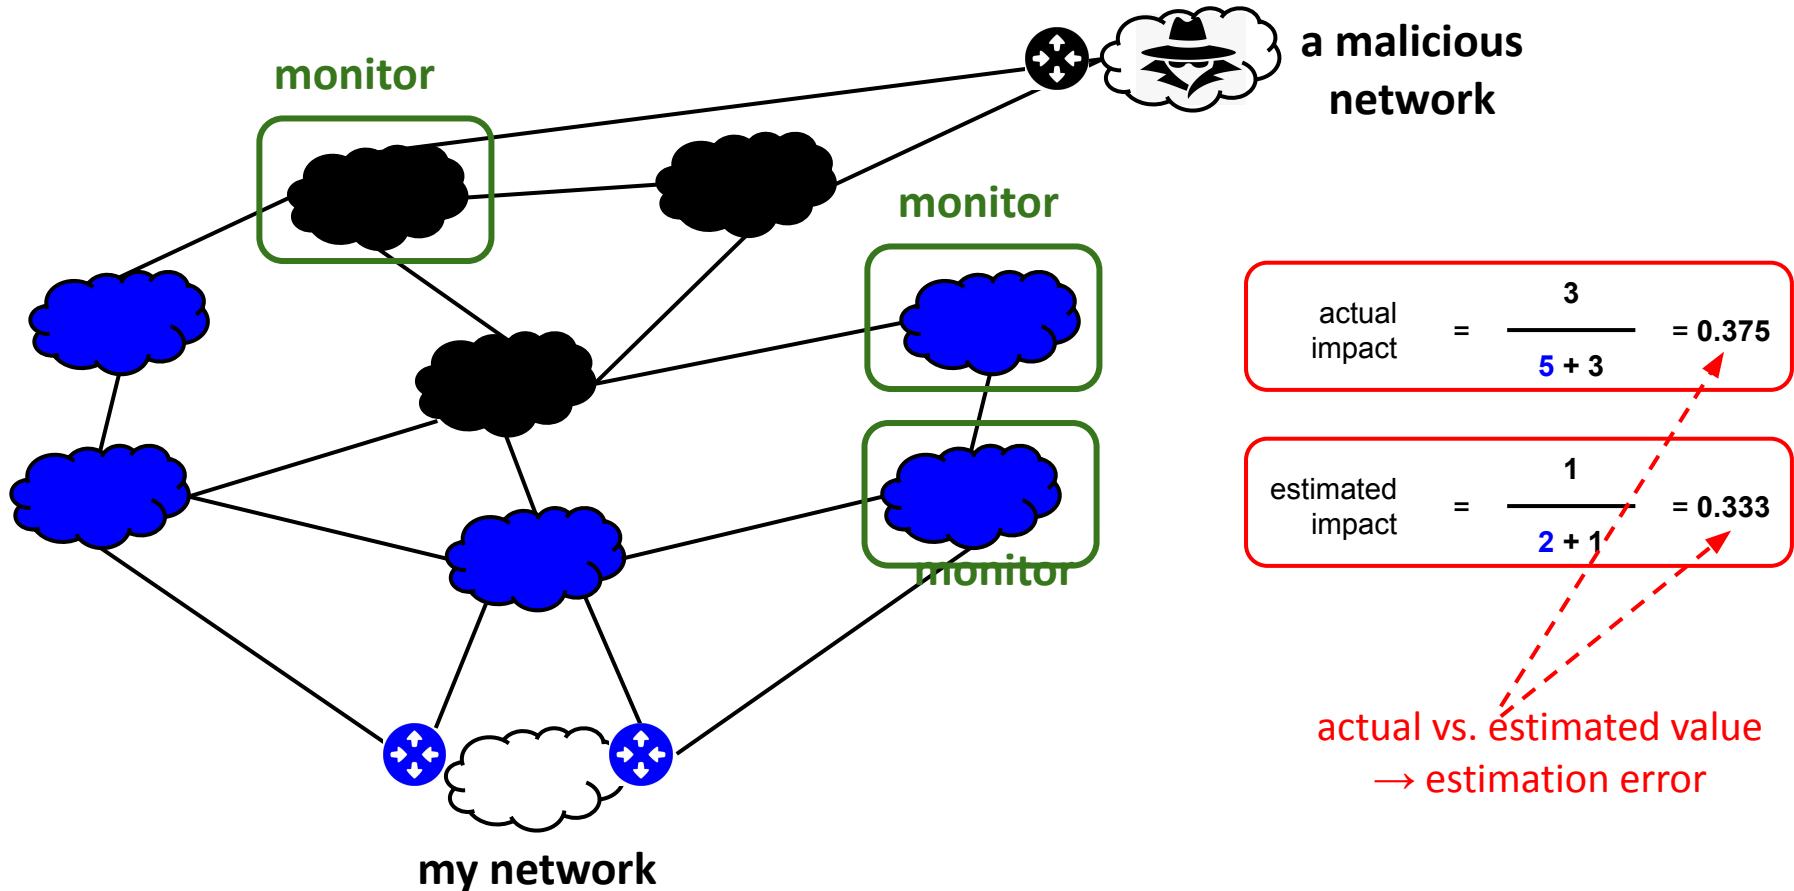 a malicious
network
monitor
monitor
actual
impact
=
3
5 + 3
= 0.375
estimated
impact
=
1
2 + 1
= 0.333
monitor
actual vs. estimated value
→ estimation error
my network